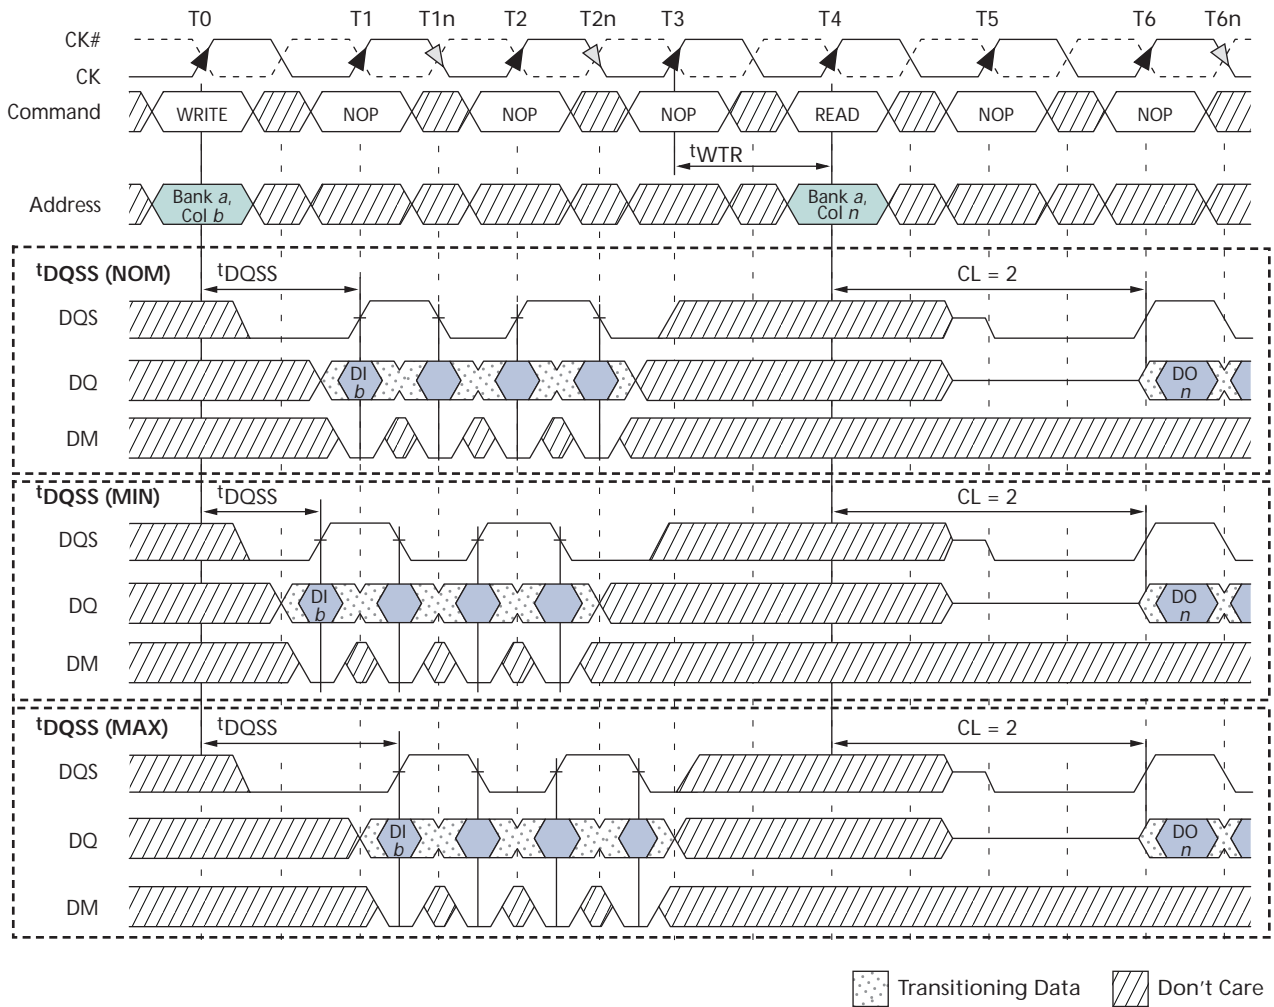 T0 T1 T1n T2 T2n T3 T4 T5 T6 T6n
CK#
CK
Command WRITE NOP NOP NOP READ NOP NOP
tWTR
Address Bank a, Col b Bank a, Col n
tDQSS (NOM) tDQSS CL = 2
DQS
DQ DI b DO n
DM
tDQSS (MIN) tDQSS CL = 2
DQS
DQ DI b DO n
DM
tDQSS (MAX) tDQSS CL = 2
DQS
DQ DI b DO n
DM
Transitioning Data Don't Care